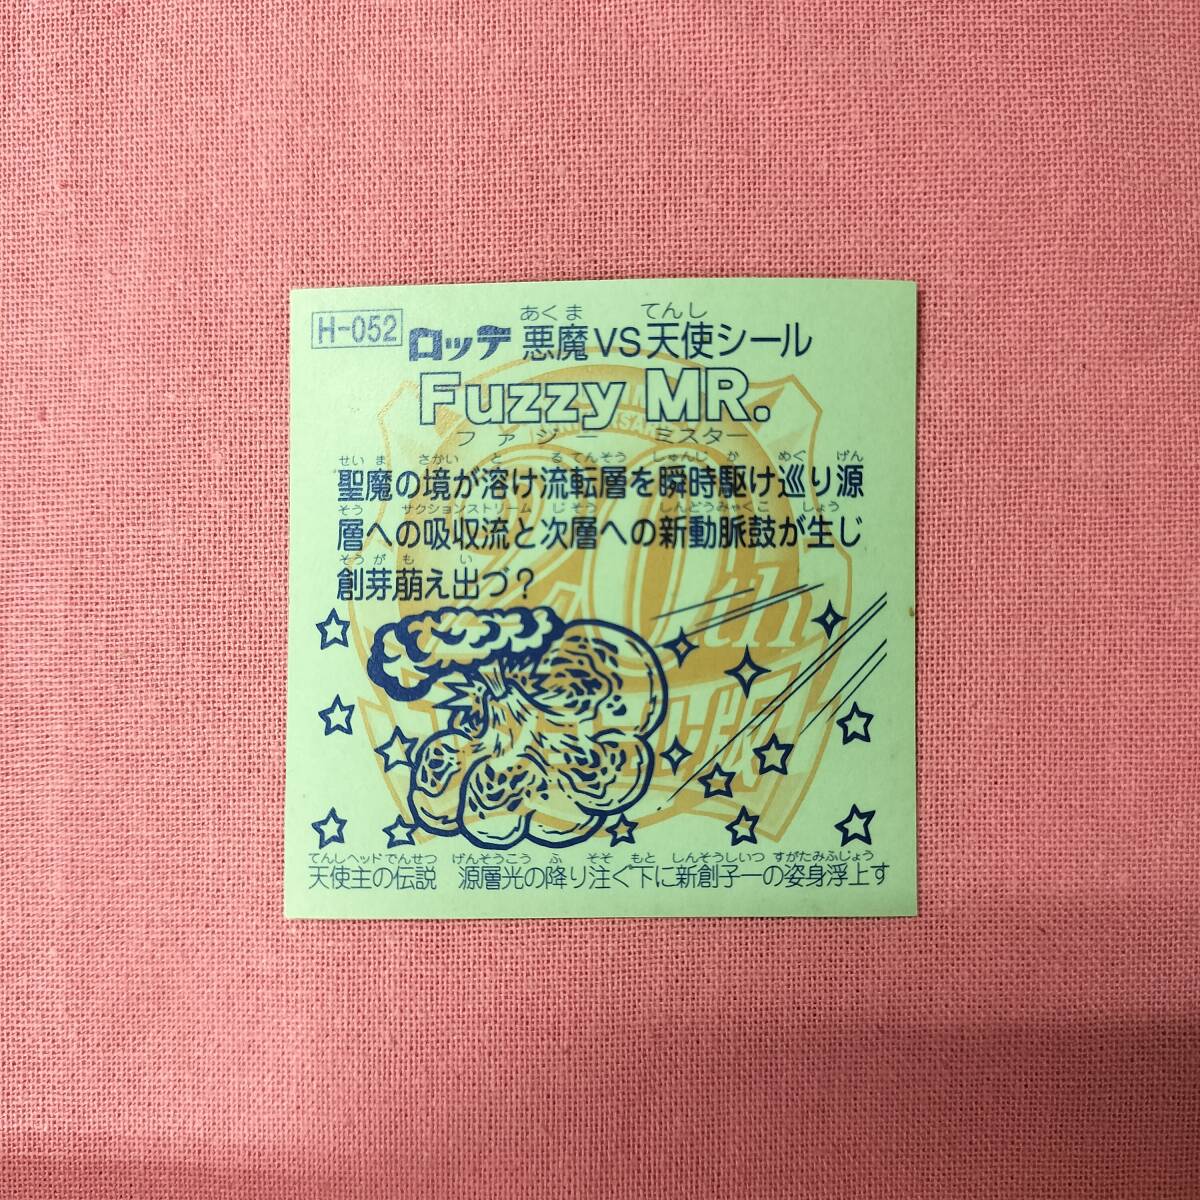 H-052
ロッテ 悪魔VS天使シール
あくま てんし
Fuzzy MR.
ファジー ミスター
せいま さかい と る てんそう しゅんじ か めぐ げん
聖魔の境が溶け流転層を瞬時駆け巡り源
そう サクションストリーム じそう しんどうみゃくこ しょう
層への吸収流と次層への新動脈鼓が生じ
そうが も い
創芽萠え出づ?
20th
てんしヘッドでんせつ げんそうこう ふ そそ もと しんそうしいつ すがたみふじょう
天使主の伝説 源層光の降り注ぐ下に新創子一の姿身浮上す